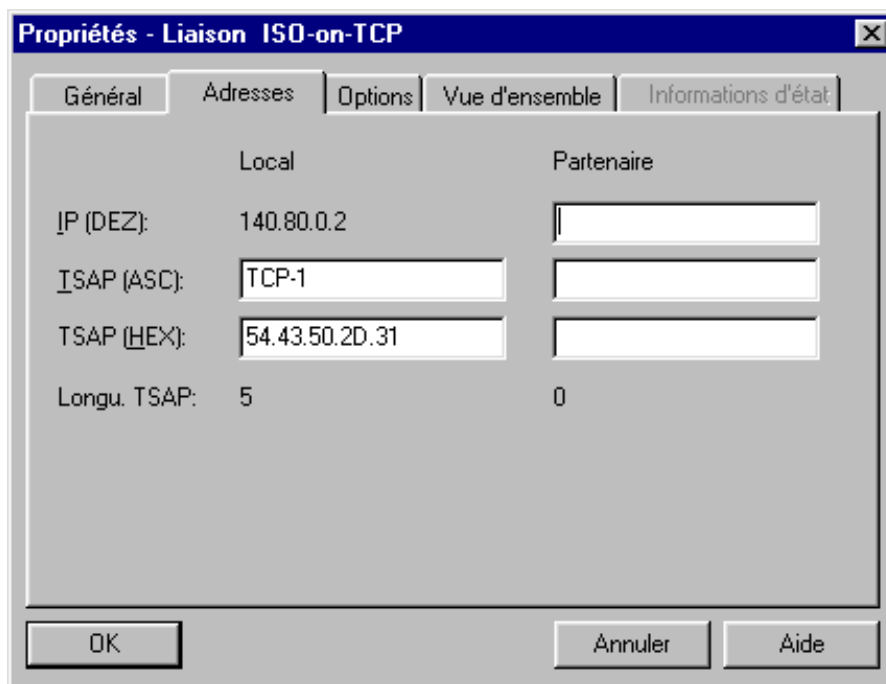 Propriétés - Liaison ISO-on-TCP
Général Adresses Options Vue d'ensemble Informations d'état
Local Partenaire
IP (DEZ): 140.80.0.2
TSAP (ASC): TCP-1
TSAP (HEX): 54.43.50.2D.31
Longu. TSAP: 5 0
OK Annuler Aide